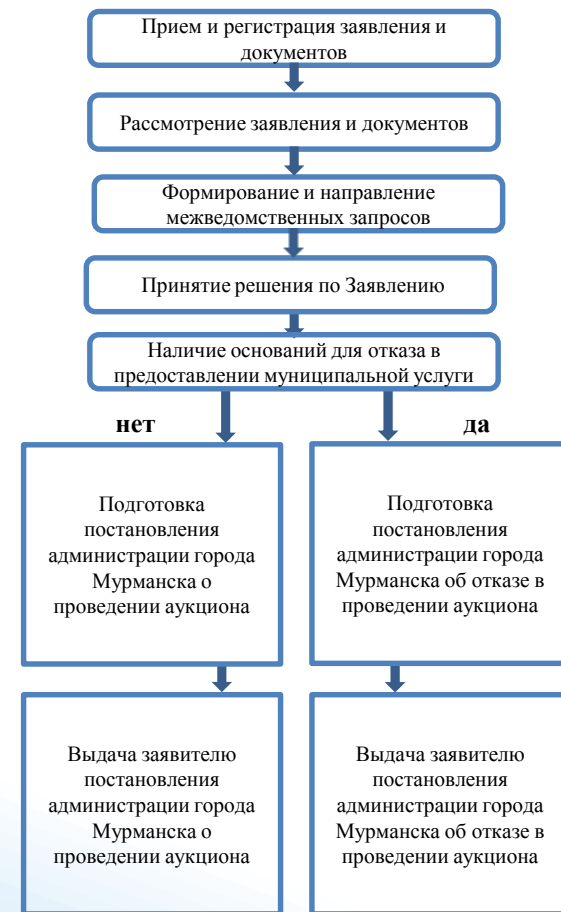 Прием и регистрация заявления и
документов
Рассмотрение заявления и документов
Формирование и направление
межведомственных запросов
Принятие решения по Заявлению
Наличие оснований для отказа в
предоставлении муниципальной услуги
нет
да
Подготовка
постановления
администрации города
Мурманска о
проведении аукциона
Подготовка
постановления
администрации города
Мурманска об отказе в
проведении аукциона
Выдача заявителю
постановления
администрации города
Мурманска о
проведении аукциона
Выдача заявителю
постановления
администрации города
Мурманска об отказе в
проведении аукциона